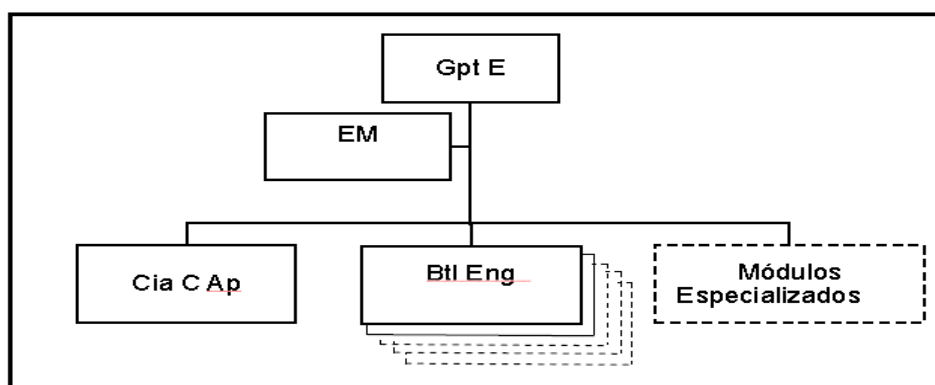 Gpt E
EM
Cia C Ap
Btl Eng
Módulos
Especializados